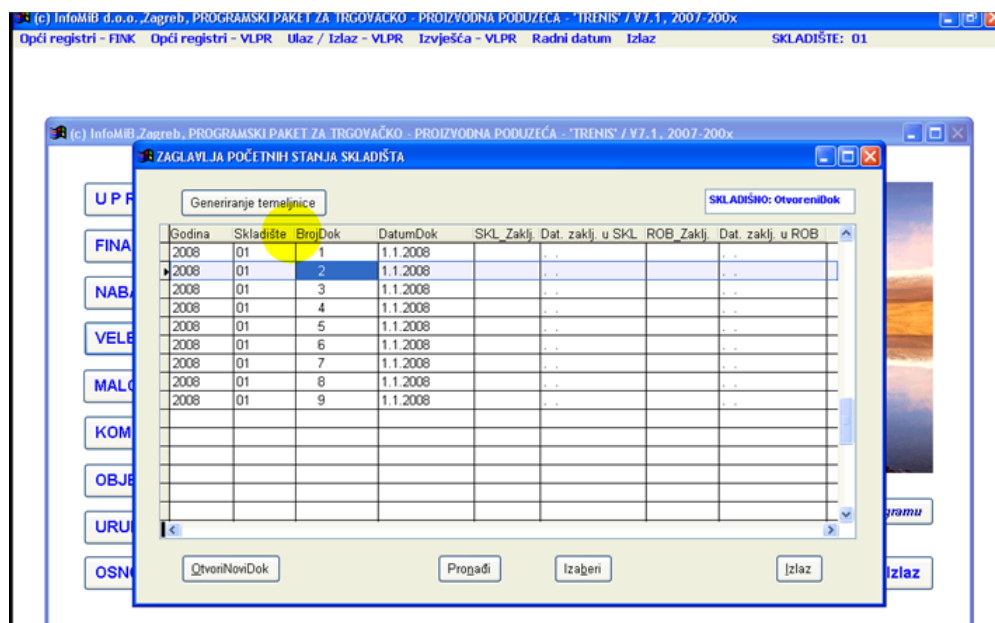 (c) InfoMiB d.o.o.,Zagreb, PROGRAMSKI PAKET ZA TRGOVAČKO - PROIZVODNA PODUZEĆA - 'TRENIS' / V7.1, 2007-200x
Opći registri - FINK Opći registri - VLPR Ulaz / Izlaz - VLPR Izvješća - VLPR Radni datum Izlaz SKLADIŠTE: 01
(c) InfoMiB,Zagreb, PROGRAMSKI PAKET ZA TRGOVAČKO - PROIZVODNA PODUZEĆA - 'TRENIS' / V7.1, 2007-200x
ZAGLAVLJA POČETNIH STANJA SKLADIŠTA
Generiranje temeljnice SKLADIŠNO: OtvoreniDok
Godina Skladište BrojDok DatumDok SKL_Zaklj. Dat. zaklj. u SKL ROB_Zaklj. Dat. zaklj. u ROB
2008 01 1 1.1.2008 . . . .
2008 01 2 1.1.2008 . . . .
2008 01 3 1.1.2008 . . . .
2008 01 4 1.1.2008 . . . .
2008 01 5 1.1.2008 . . . .
2008 01 6 1.1.2008 . . . .
2008 01 7 1.1.2008 . . . .
2008 01 8 1.1.2008 . . . .
2008 01 9 1.1.2008 . . . .
OtvoriNoviDok Pronađi Izaberi Izlaz
U P R
FINA
NABA
VELE
MALO
KOM
OBJE
URU
OSNO
gramu
Izlaz